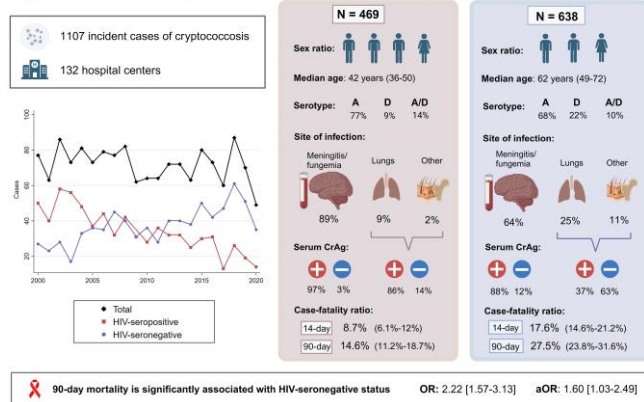 1107 incident cases of cryptococcosis
132 hospital centers
100
80
60
40
20
Cases
2000
2005
2010
2015
2020
Total
HIV-seropositive
HIV-seronegative
N = 469
Sex ratio:
Median age: 42 years (36-50)
Serotype: A D A/D
77% 9% 14%
Site of infection:
Meningitis/ fungemia
Lungs
Other
89% 9% 2%
Serum CrAg:
97% 3% 86% 14%
Case-fatality ratio:
14-day 8.7% (6.1%-12%)
90-day 14.6% (11.2%-18.7%)
N = 638
Sex ratio:
Median age: 62 years (49-72)
Serotype: A D A/D
68% 22% 10%
Site of infection:
Meningitis/ fungemia
Lungs
Other
64% 25% 11%
Serum CrAg:
88% 12% 37% 63%
Case-fatality ratio:
14-day 17.6% (14.6%-21.2%)
90-day 27.5% (23.8%-31.6%)
90-day mortality is significantly associated with HIV-seronegative status OR: 2.22 [1.57-3.13] aOR: 1.60 [1.03-2.49]